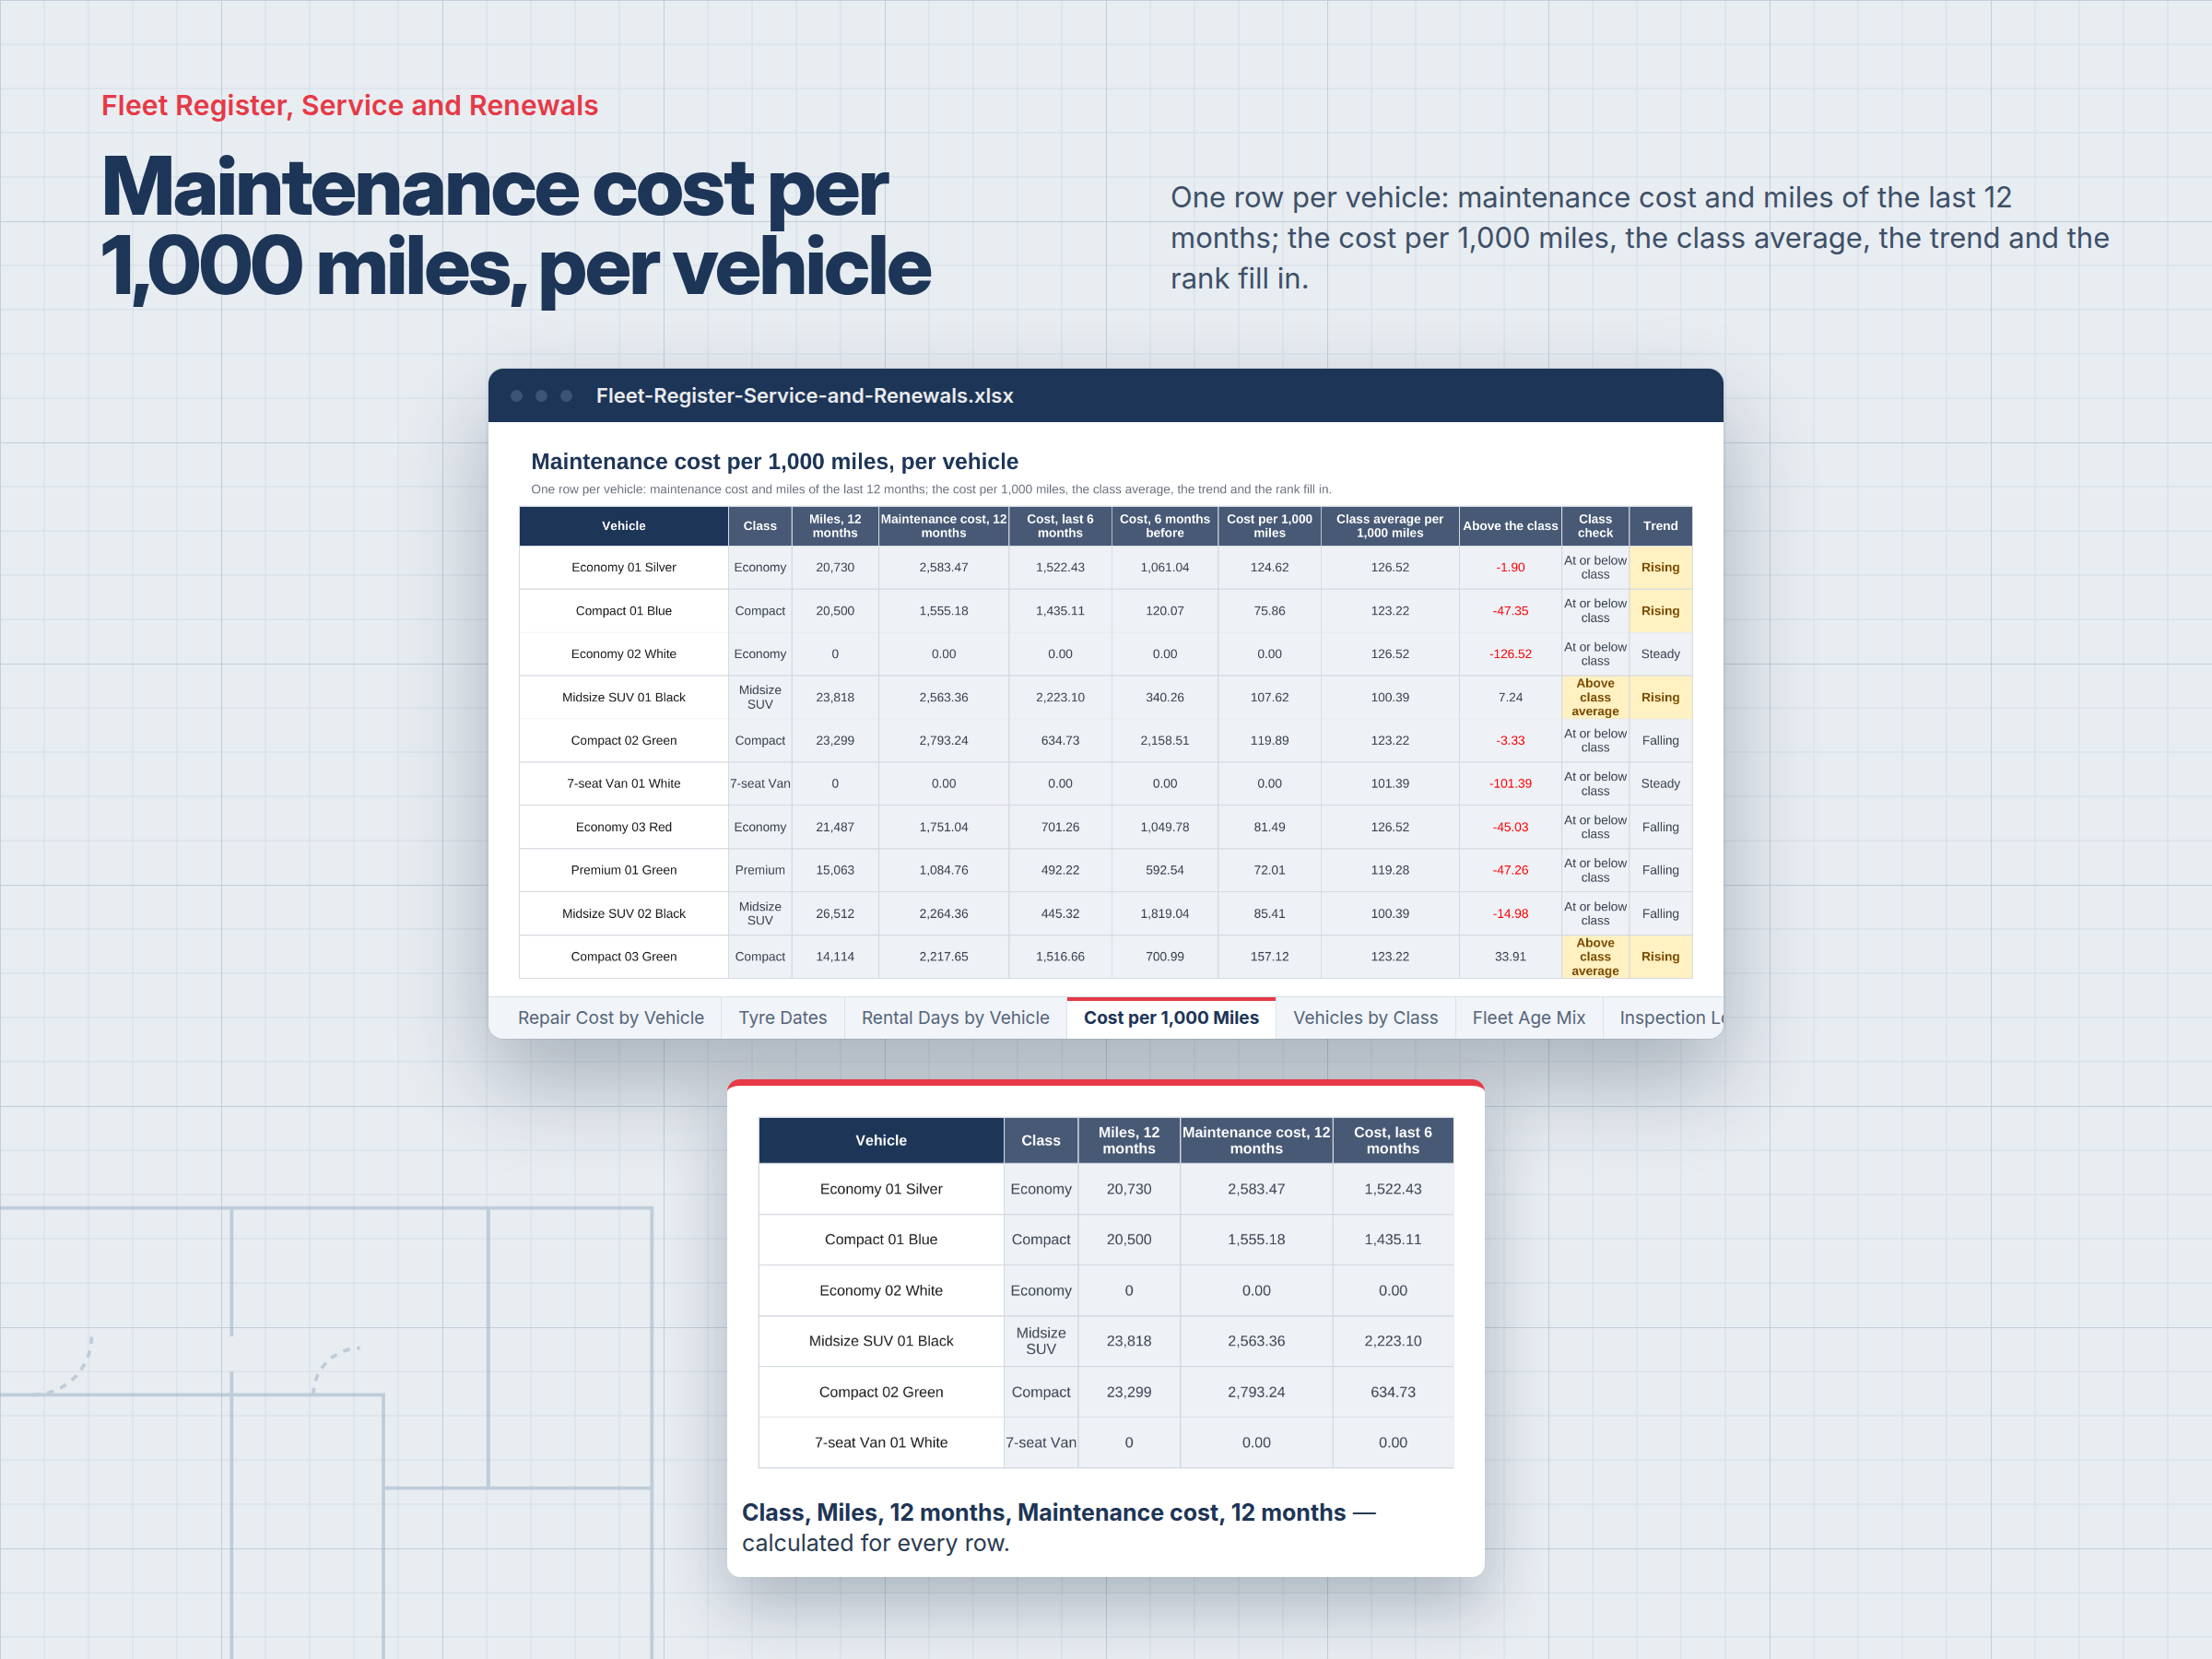 Fleet Register, Service and Renewals
Maintenance cost per
1,000 miles, per vehicle
One row per vehicle: maintenance cost and miles of the last 12
months; the cost per 1,000 miles, the class average, the trend and the
rank fill in.
Fleet-Register-Service-and-Renewals.xlsx
Maintenance cost per 1,000 miles, per vehicle
One row per vehicle: maintenance cost and miles of the last 12 months; the cost per 1,000 miles, the class average, the trend and the rank fill in.
Vehicle Class Miles, 12 months Maintenance cost, 12 months Cost, last 6 months Cost, 6 months before Cost per 1,000 miles Class average per 1,000 miles Above the class Class check Trend
Economy 01 Silver Economy 20,730 2,583.47 1,522.43 1,061.04 124.62 126.52 -1.90 At or below class Rising
Compact 01 Blue Compact 20,500 1,555.18 1,435.11 120.07 75.86 123.22 -47.35 At or below class Rising
Economy 02 White Economy 0 0.00 0.00 0.00 0.00 126.52 -126.52 At or below class Steady
Midsize SUV 01 Black Midsize SUV 23,818 2,563.36 2,223.10 340.26 107.62 100.39 7.24 Above class average Rising
Compact 02 Green Compact 23,299 2,793.24 634.73 2,158.51 119.89 123.22 -3.33 At or below class Falling
7-seat Van 01 White 7-seat Van 0 0.00 0.00 0.00 0.00 101.39 -101.39 At or below class Steady
Economy 03 Red Economy 21,487 1,751.04 701.26 1,049.78 81.49 126.52 -45.03 At or below class Falling
Premium 01 Green Premium 15,063 1,084.76 492.22 592.54 72.01 119.28 -47.26 At or below class Falling
Midsize SUV 02 Black Midsize SUV 26,512 2,264.36 445.32 1,819.04 85.41 100.39 -14.98 At or below class Falling
Compact 03 Green Compact 14,114 2,217.65 1,516.66 700.99 157.12 123.22 33.91 Above class average Rising
Repair Cost by Vehicle Tyre Dates Rental Days by Vehicle Cost per 1,000 Miles Vehicles by Class Fleet Age Mix Inspection
Vehicle Class Miles, 12 months Maintenance cost, 12 months Cost, last 6 months
Economy 01 Silver Economy 20,730 2,583.47 1,522.43
Compact 01 Blue Compact 20,500 1,555.18 1,435.11
Economy 02 White Economy 0 0.00 0.00
Midsize SUV 01 Black Midsize SUV 23,818 2,563.36 2,223.10
Compact 02 Green Compact 23,299 2,793.24 634.73
7-seat Van 01 White 7-seat Van 0 0.00 0.00
Class, Miles, 12 months, Maintenance cost, 12 months —
calculated for every row.